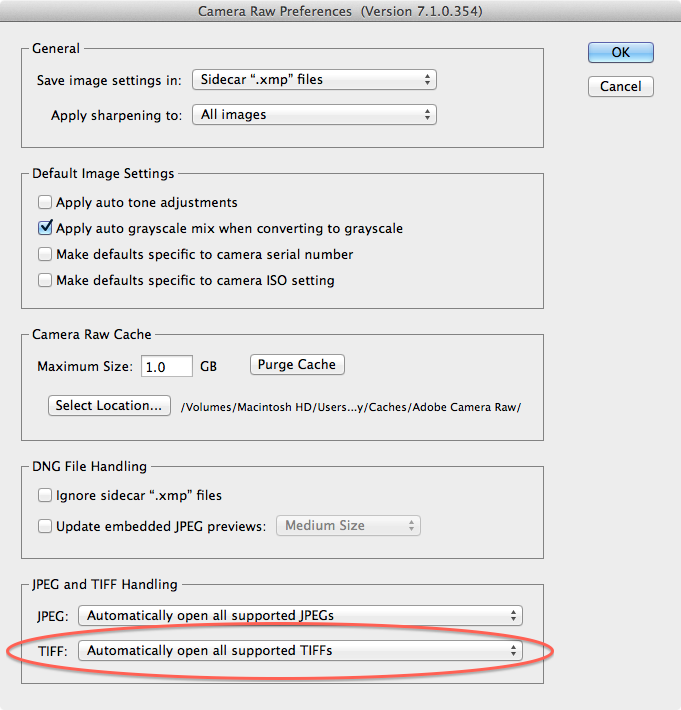 Camera Raw Preferences  (Version 7.1.0.354)
General
OK
Save image settings in: Sidecar “.xmp” files
Cancel
Apply sharpening to: All images
Default Image Settings
Apply auto tone adjustments
Apply auto grayscale mix when converting to grayscale
Make defaults specific to camera serial number
Make defaults specific to camera ISO setting
Camera Raw Cache
Maximum Size: 1.0 GB Purge Cache
Select Location... /Volumes/Macintosh HD/Users...y/Caches/Adobe Camera Raw/
DNG File Handling
Ignore sidecar “.xmp” files
Update embedded JPEG previews: Medium Size
JPEG and TIFF Handling
JPEG: Automatically open all supported JPEGs
TIFF: Automatically open all supported TIFFs